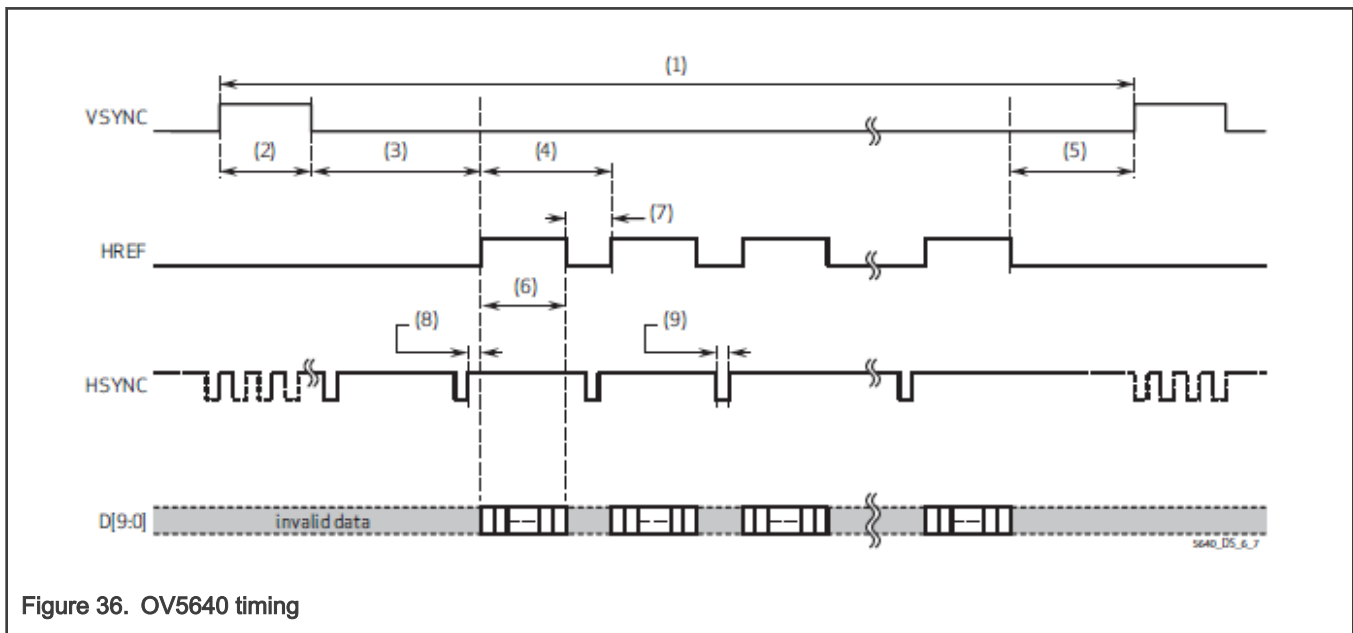 (1)
VSYNC
(2) (3) (4) (5)
(7)
HREF
(6)
(8) (9)
HSYNC
D[9:0] invalid data
5640_DS_6_7
Figure 36. OV5640 timing